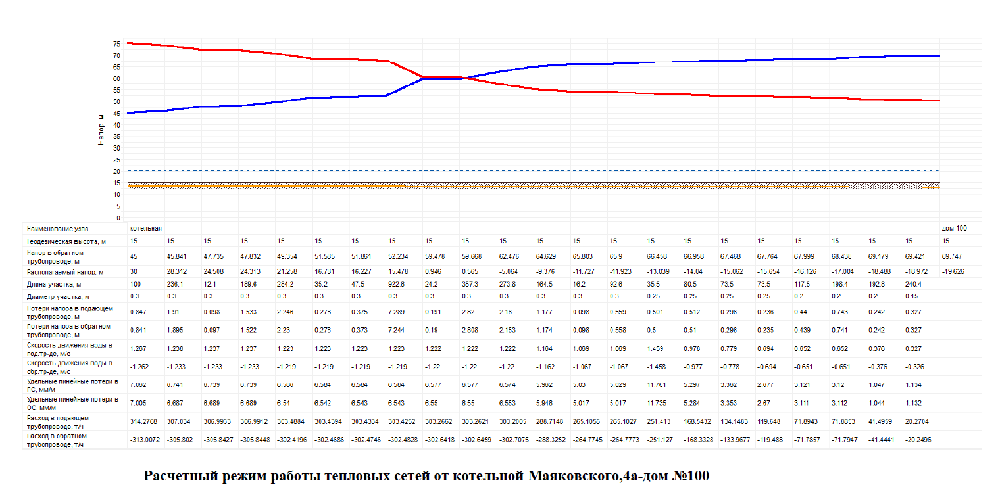 75
70
65
60
55
50
45
40
35
30
25
20
15
10
5
0
Напор, м
Наименование узла котельная дом 100
Геодезическая высота, м 15 15 15 15 15 15 15 15 15 15 15 15 15 15 15 15 15 15 15 15 15 15 15
Напор в обратном
трубопроводе, м 45 45.841 47.735 47.832 49.354 51.585 51.861 52.234 59.478 59.668 62.476 64.629 65.803 65.9 66.458 66.958 67.468 67.764 67.999 68.438 69.179 69.421 69.747
Располагаемый напор, м 30 28.312 24.508 24.313 21.258 16.781 16.227 15.478 0.946 0.565 -5.064 -9.376 -11.727 -11.923 -13.039 -14.04 -15.062 -15.654 -16.126 -17.004 -18.488 -18.972 -19.626
Длина участка, м 100 236.1 12.1 189.6 284.2 35.2 47.5 922.6 24.2 357.3 273.8 164.5 16.2 92.6 35.5 80.5 73.5 73.5 117.5 198.4 192.8 240.4
Диаметр участка, м 0.3 0.3 0.3 0.3 0.3 0.3 0.3 0.3 0.3 0.3 0.3 0.3 0.3 0.3 0.25 0.25 0.25 0.25 0.2 0.2 0.2 0.15
Потери напора в подающем
трубопроводе, м 0.847 1.91 0.098 1.533 2.246 0.278 0.375 7.289 0.191 2.82 2.16 1.177 0.098 0.559 0.501 0.512 0.296 0.236 0.44 0.743 0.242 0.327
Потери напора в обратном
трубопроводе, м 0.841 1.895 0.097 1.522 2.23 0.276 0.373 7.244 0.19 2.808 2.153 1.174 0.098 0.558 0.5 0.51 0.296 0.235 0.439 0.741 0.242 0.327
Скорость движения воды в
под.тр-де, м/с 1.267 1.238 1.237 1.237 1.223 1.223 1.223 1.223 1.222 1.222 1.222 1.164 1.069 1.069 1.459 0.978 0.779 0.694 0.652 0.652 0.376 0.327
Скорость движения воды в
обр.тр-де, м/с -1.262 -1.233 -1.233 -1.233 -1.219 -1.219 -1.219 -1.219 -1.22 -1.22 -1.22 -1.162 -1.067 -1.067 -1.458 -0.977 -0.778 -0.694 -0.651 -0.651 -0.376 -0.326
Удельные линейные потери в
ПС, мм/м 7.062 6.741 6.739 6.739 6.586 6.584 6.584 6.584 6.577 6.577 6.574 5.962 5.03 5.029 11.761 5.297 3.362 2.677 3.121 3.12 1.047 1.134
Удельные линейные потери в
ОС, мм/м 7.005 6.687 6.689 6.689 6.54 6.542 6.543 6.543 6.55 6.55 6.553 5.946 5.017 5.017 11.735 5.284 3.353 2.67 3.111 3.112 1.044 1.132
Расход в подающем
трубопроводе, т/ч 314.2768 307.034 306.9933 306.9912 303.4884 303.4394 303.4334 303.4252 303.2662 303.2621 303.2005 288.7148 265.1055 265.1027 251.413 168.5432 134.1483 119.648 71.8943 71.8853 41.4959 20.2704
Расход в обратном
трубопроводе, т/ч -313.0072 -305.802 -305.8427 -305.8448 -302.4196 -302.4686 -302.4746 -302.4828 -302.6418 -302.6459 -302.7075 -288.3252 -264.7745 -264.7773 -251.127 -168.3328 -133.9677 -119.488 -71.7857 -71.7947 -41.4441 -20.2496
Расчетный режим работы тепловых сетей от котельной Маяковского,4а-дом №100